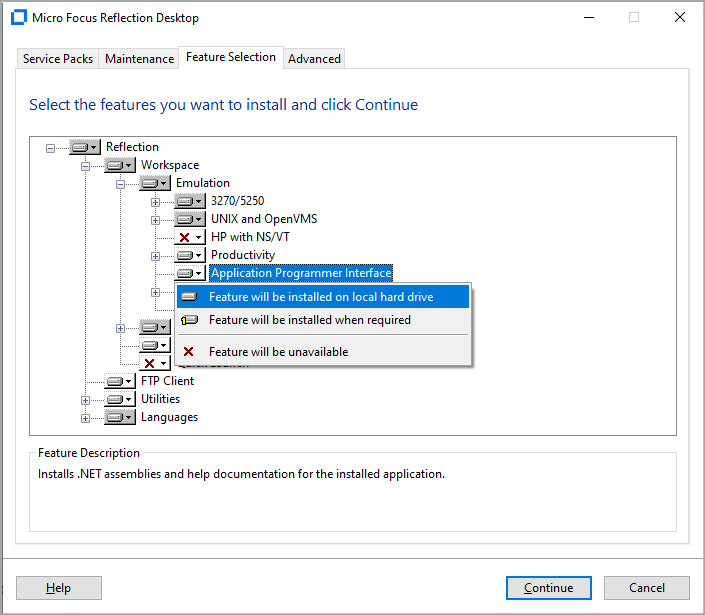 Micro Focus Reflection Desktop
Service Packs Maintenance Feature Selection Advanced
Select the features you want to install and click Continue
Reflection
Workspace
Emulation
3270/5250
UNIX and OpenVMS
HP with NS/VT
Productivity
Application Programmer Interface
Feature will be installed on local hard drive
Feature will be installed when required
Feature will be unavailable
FTP Client
Utilities
Languages
Feature Description
Installs .NET assemblies and help documentation for the installed application.
Help Continue Cancel